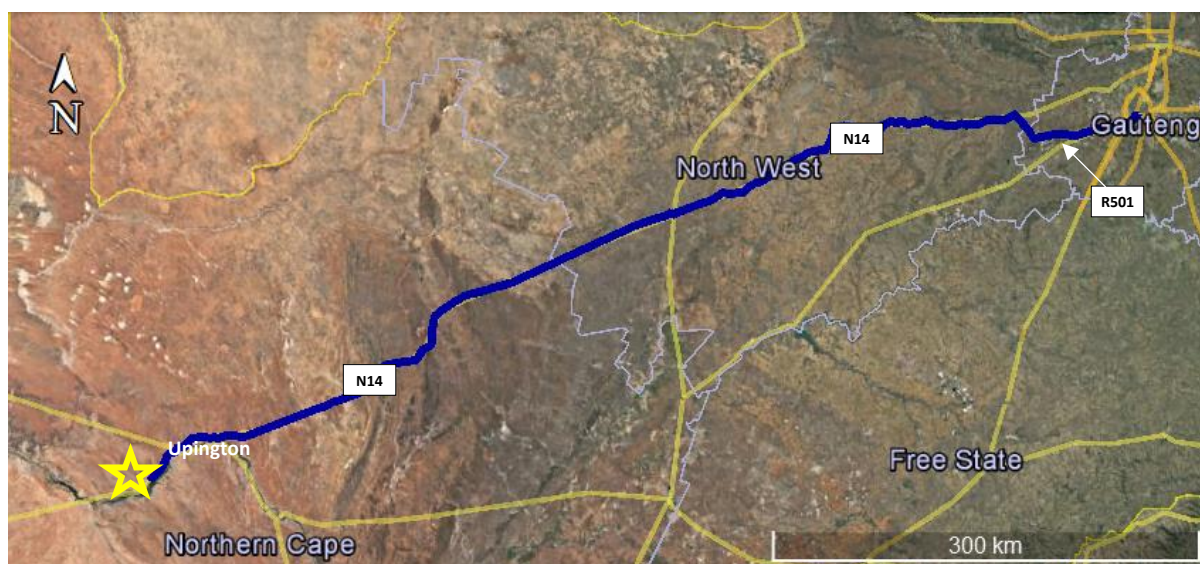 N
N14
North West
Gauteng
R501
N14
Upington
Free State
Northern Cape
300 km